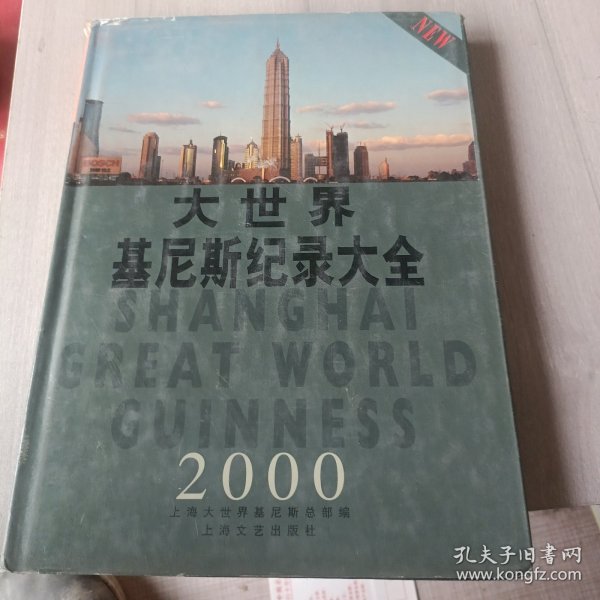 NEW
BOSCH
大世界
基尼斯纪录大全
SHANGHAI
GREAT WORLD
GUINNESS
2000
上海大世界基尼斯总部编
上海文艺出版社
孔夫子旧书网
www.kongfz.com